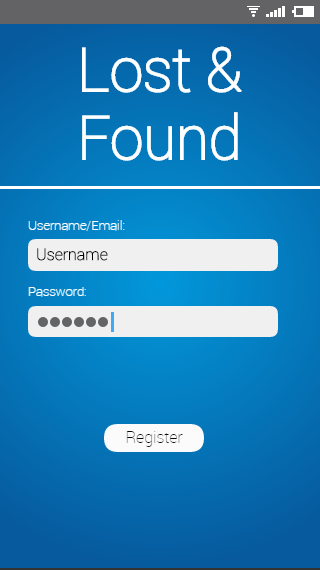 Lost &
Found
Username/Email:
Username
Password:
Register